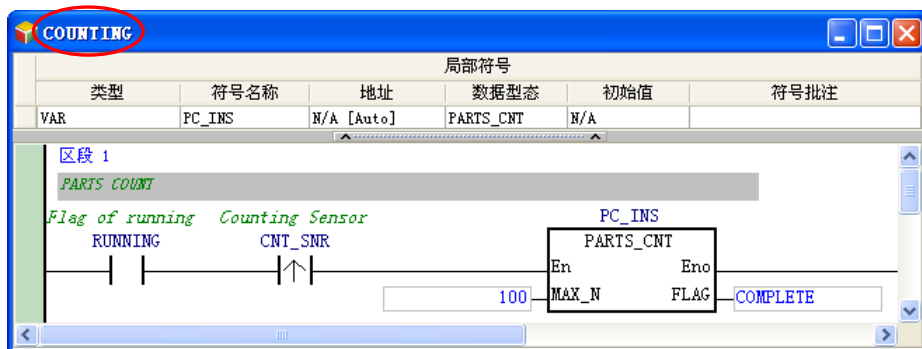 COUNTING
局部符号
类型 符号名称 地址 数据型态 初始值 符号批注
VAR PC_INS N/A [Auto] PARTS_CNT N/A
区段 1
PARTS COUNT
Flag of running Counting Sensor PC_INS
RUNNING CNT_SNR PARTS_CNT
En Eno
100 MAX_N FLAG COMPLETE